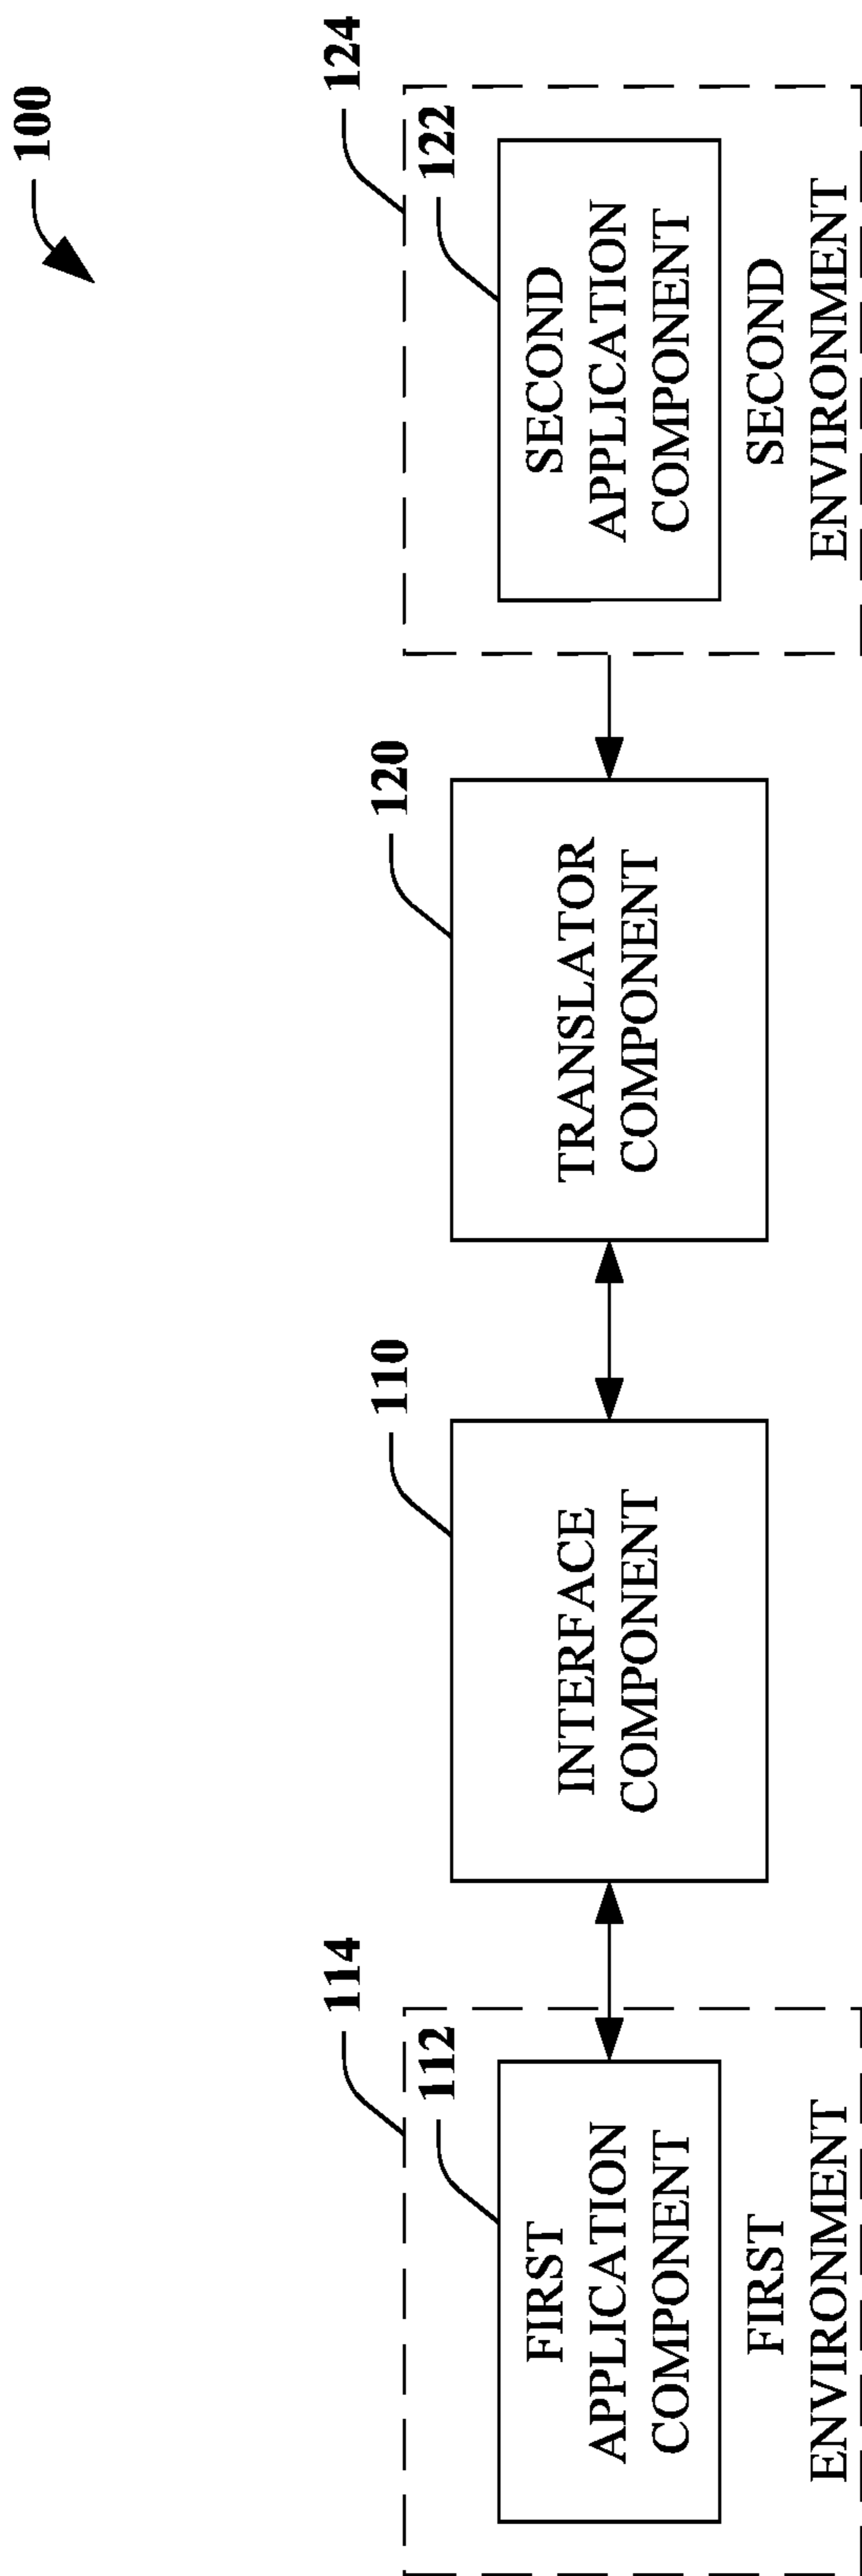 100
114
112
FIRST
APPLICATION
COMPONENT
FIRST
ENVIRONMENT
110
INTERFACE
COMPONENT
120
TRANSLATOR
COMPONENT
124
122
SECOND
APPLICATION
COMPONENT
SECOND
ENVIRONMENT